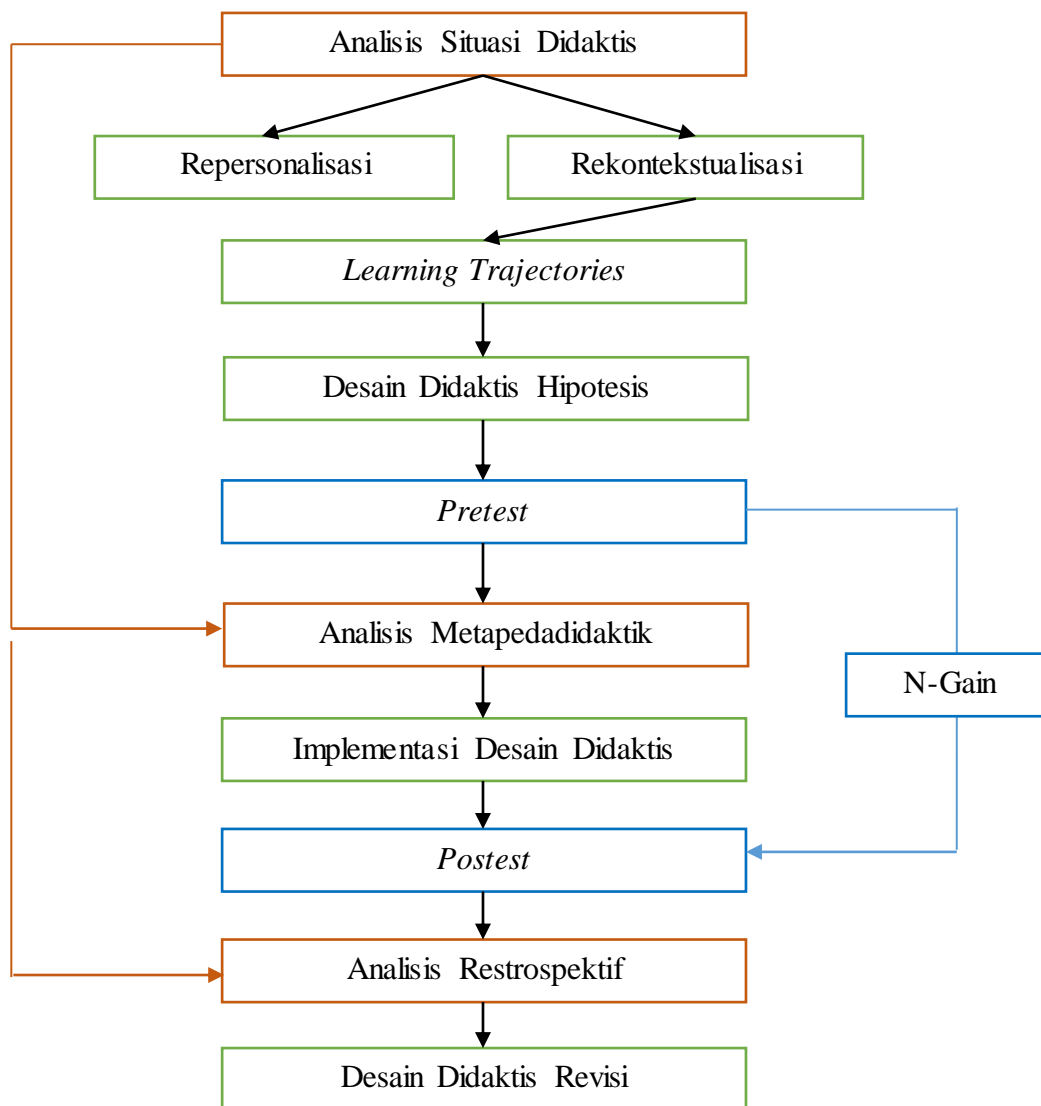 Analisis Situasi Didaktis
Repersonalisasi
Rekontekstualisasi
Learning Trajectories
Desain Didaktis Hipotesis
Pretest
Analisis Metapedadidaktik
N-Gain
Implementasi Desain Didaktis
Postest
Analisis Restrospektif
Desain Didaktis Revisi